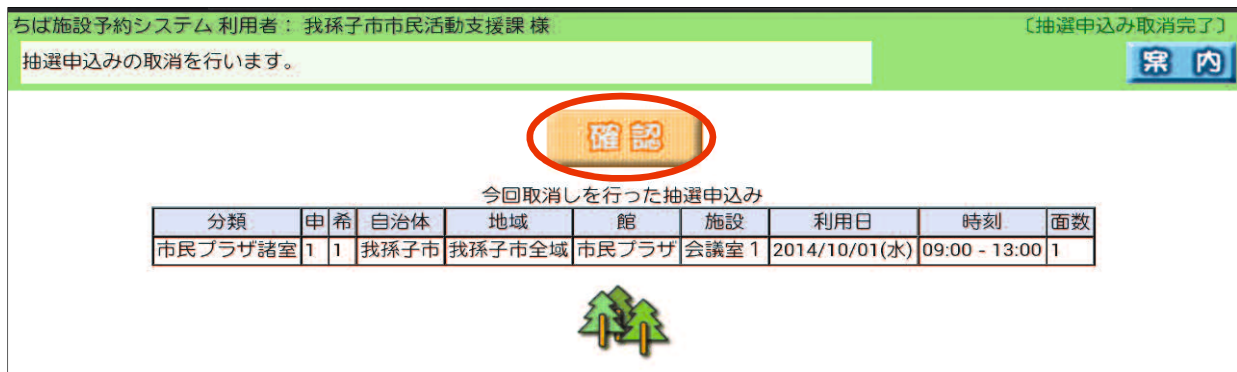 ちば施設予約システム 利用者： 我孫子市市民活動支援課 様 〔抽選申込み取消完了〕
抽選申込みの取消を行います。
案 内
確 認
今回取消しを行った抽選申込み
分類 申 希 自治体 地域 館 施設 利用日 時刻 面数
市民プラザ諸室 1 1 我孫子市 我孫子市全域 市民プラザ 会議室１ 2014/10/01(水) 09:00 - 13:00 1